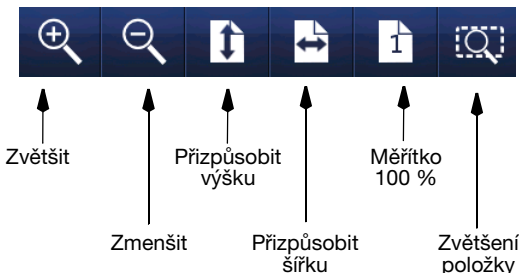 1
Zvětšit
Přizpůsobit
výšku
Měřítko
100 %
Zmenšit
Přizpůsobit
šířku
Zvětšení
položky